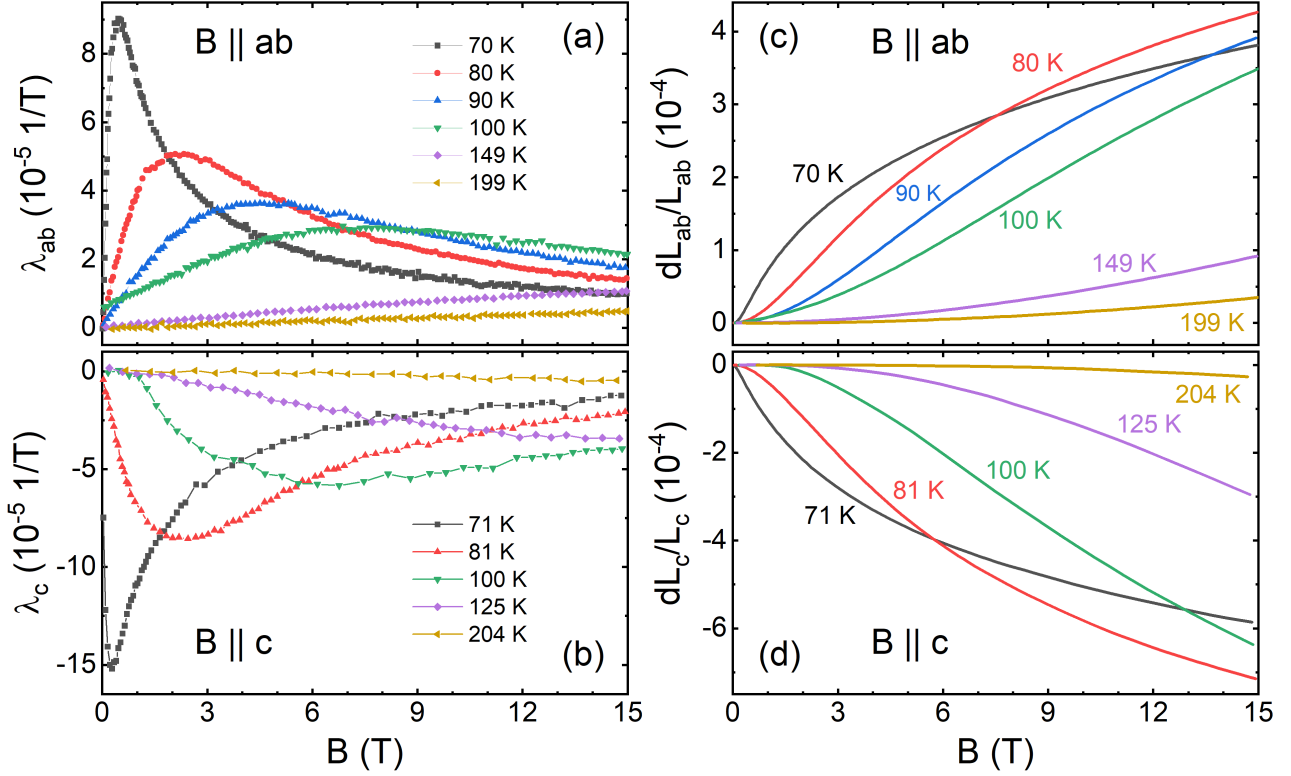 B || ab
(a)
70 K
80 K
90 K
100 K
149 K
199 K
λab (10-5 1/T)
8
6
4
2
0
B || c
(b)
71 K
81 K
100 K
125 K
204 K
λc (10-5 1/T)
0
-5
-10
-15
0 3 6 9 12 15
B (T)
(c)
B || ab
70 K
80 K
90 K
100 K
149 K
199 K
dLab/Lab (10-4)
4
3
2
1
0
204 K
125 K
100 K
81 K
71 K
(d)
B || c
dLc/Lc (10-4)
0
-2
-4
-6
0 3 6 9 12 15
B (T)